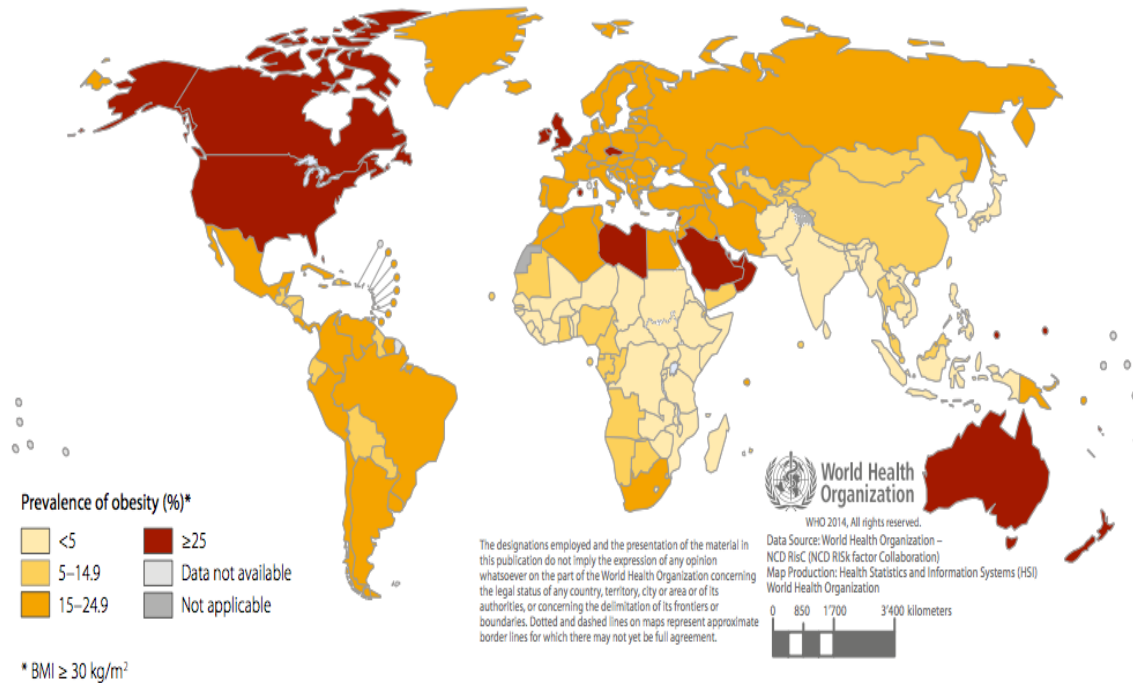 Prevalence of obesity (%)*
<5
5–14.9
15–24.9
≥25
Data not available
Not applicable
* BMI ≥ 30 kg/m²
The designations employed and the presentation of the material in
this publication do not imply the expression of any opinion
whatsoever on the part of the World Health Organization concerning
the legal status of any country, territory, city or area or of its
authorities, or concerning the delimitation of its frontiers or
boundaries. Dotted and dashed lines on maps represent approximate
border lines for which there may not yet be full agreement.
World Health
Organization
WHO 2014, All rights reserved.
Data Source: World Health Organization –
NCD RisC (NCD RISk factor Collaboration)
Map Production: Health Statistics and Information Systems (HSI)
World Health Organization
0 850 1'700 3'400 kilometers